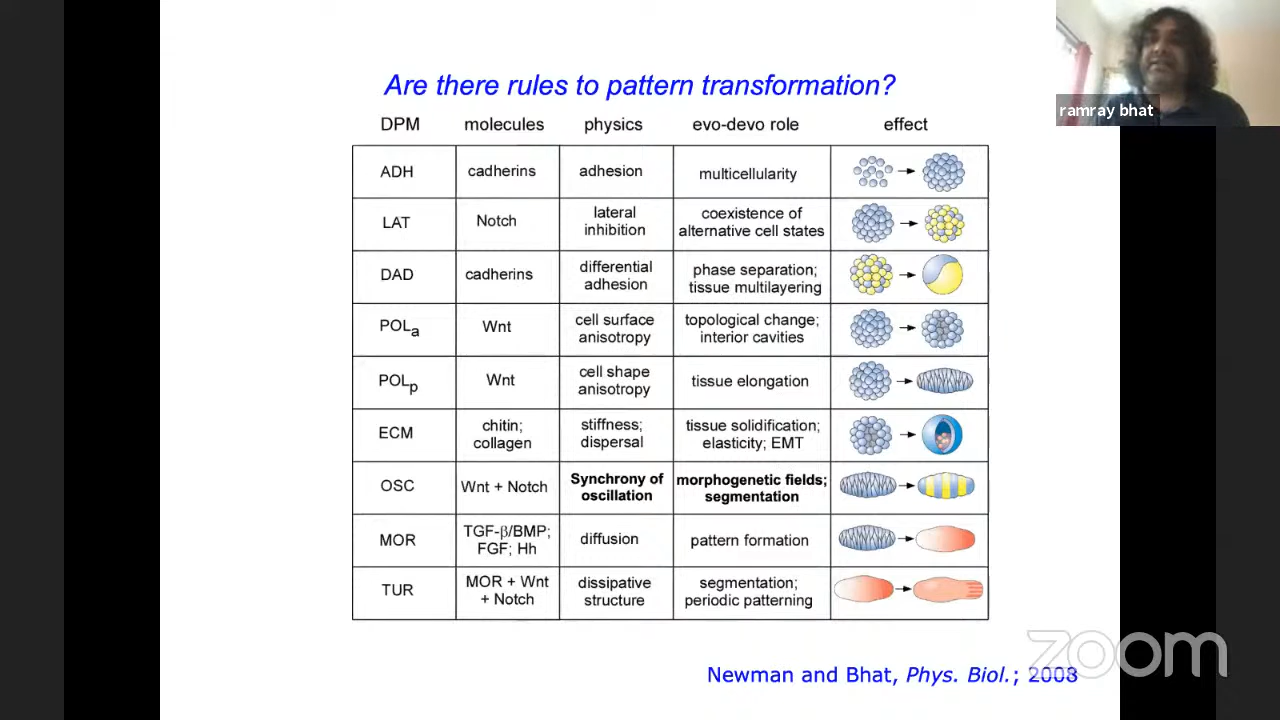 ramray bhat
Are there rules to pattern transformation?
DPM molecules physics evo-devo role effect
ADH cadherins adhesion multicellularity
LAT Notch lateral inhibition coexistence of alternative cell states
DAD cadherins differential adhesion phase separation; tissue multilayering
POLa Wnt cell surface anisotropy topological change; interior cavities
POLp Wnt cell shape anisotropy tissue elongation
ECM chitin; collagen stiffness; dispersal tissue solidification; elasticity; EMT
OSC Wnt + Notch Synchrony of oscillation morphogenetic fields; segmentation
MOR TGF-β/BMP; FGF; Hh diffusion pattern formation
TUR MOR + Wnt + Notch dissipative structure segmentation; periodic patterning
zoom
Newman and Bhat, Phys. Biol.; 2008